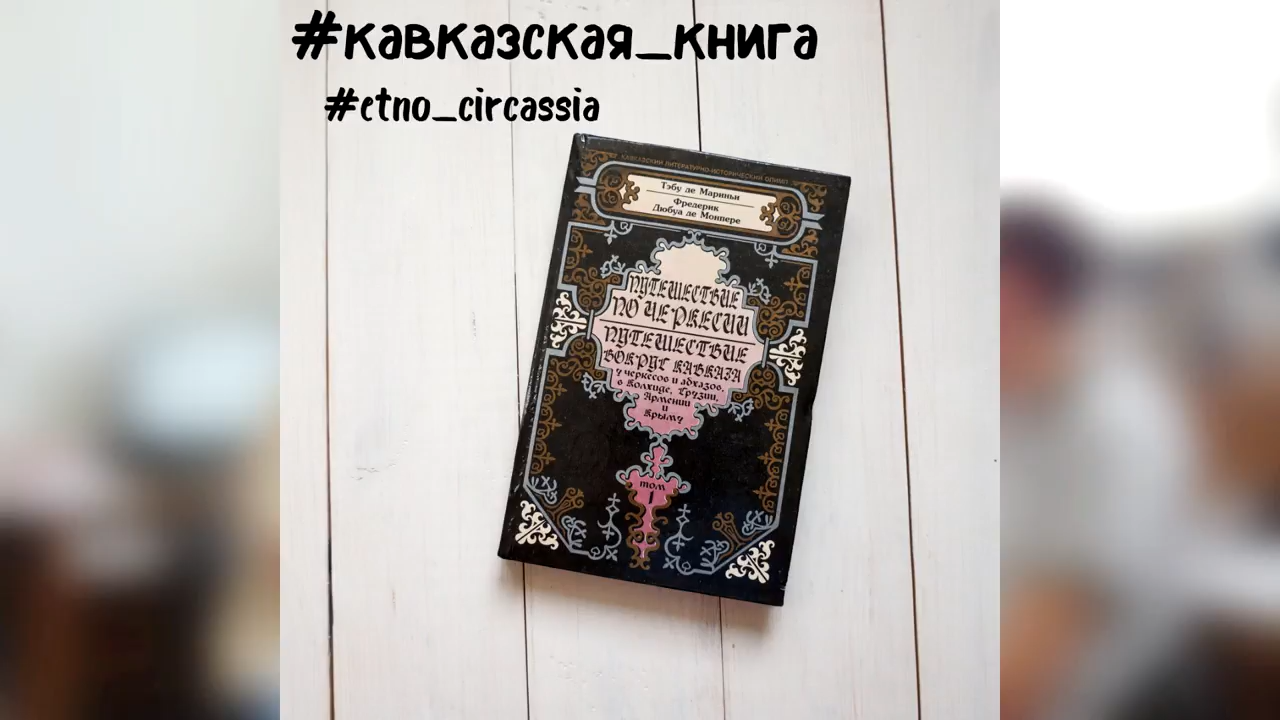 #кавказская_книга
#etno_circassia
КАВКАЗСКИЙ ЛИТЕРАТУРНО-ИСТОРИЧЕСКИЙ ОЛИМП
Тэбу де Мариньи
Фредерик
Дюбуа де Монпере
ПУТЕШЕСТВИЕ
ПО ЧЕРКЕСИИ
ПУТЕШЕСТВИЕ
ВОКРУГ КАВКАЗА
у черкесов и абхазов,
в Колхиде, Грузии,
Армении
и
Крыму
том
1